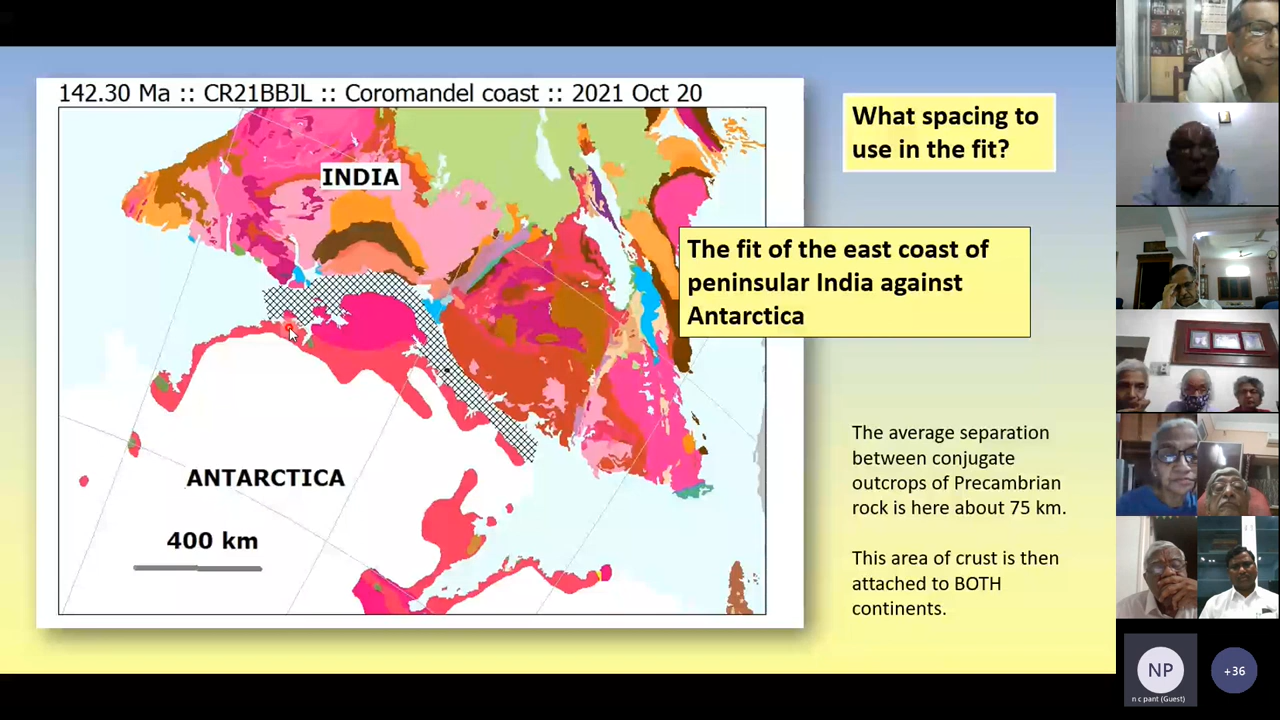 142.30 Ma :: CR21BBJL :: Coromandel coast :: 2021 Oct 20
INDIA
ANTARCTICA
400 km
What spacing to
use in the fit?
The fit of the east coast of
peninsular India against
Antarctica
The average separation
between conjugate
outcrops of Precambrian
rock is here about 75 km.
This area of crust is then
attached to BOTH
continents.
NP
n c pant (Guest)
+36